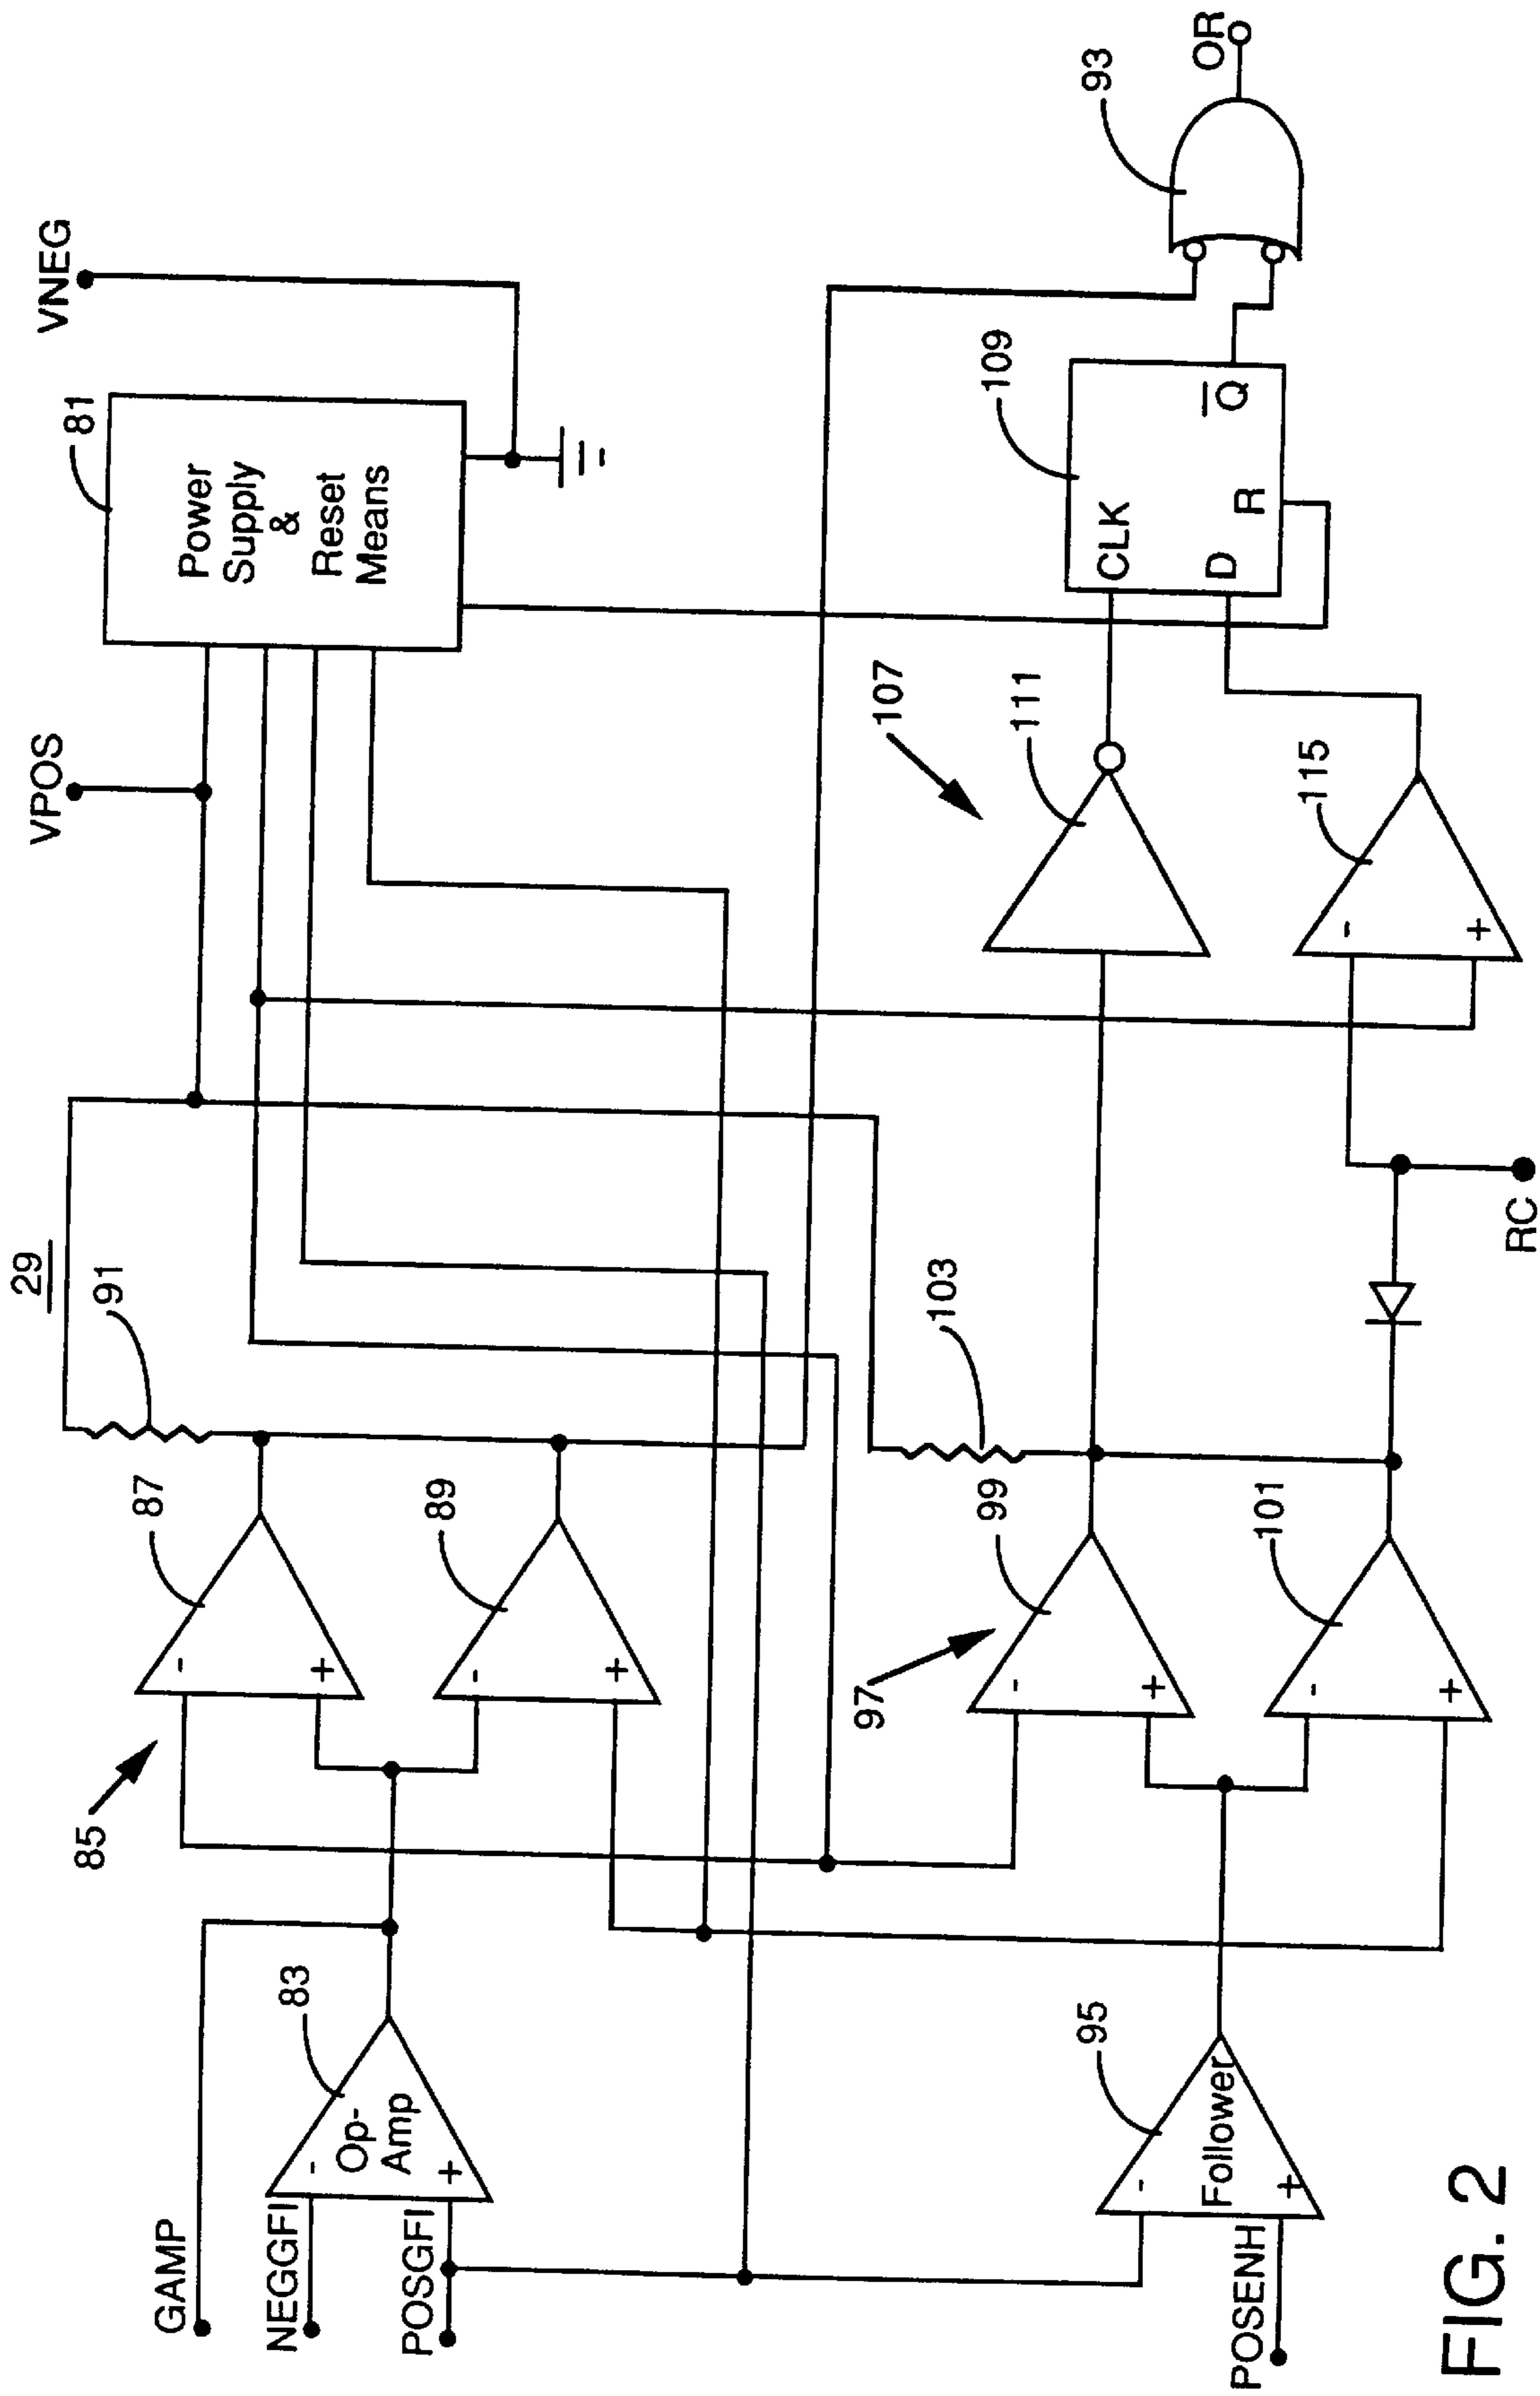 29
VPOS
VNEG
81
Power
Supply
&
Reset
Means
91
87
-
+
85
89
-
+
GAMP
83
NEGGFI
-
Op-
Amp
POSGFI
+
93
OR
109
CLK
D
R
Q
107
111
103
99
97
-
+
115
-
+
95
-
Follower
+
POSENH
101
-
+
RC
FIG. 2